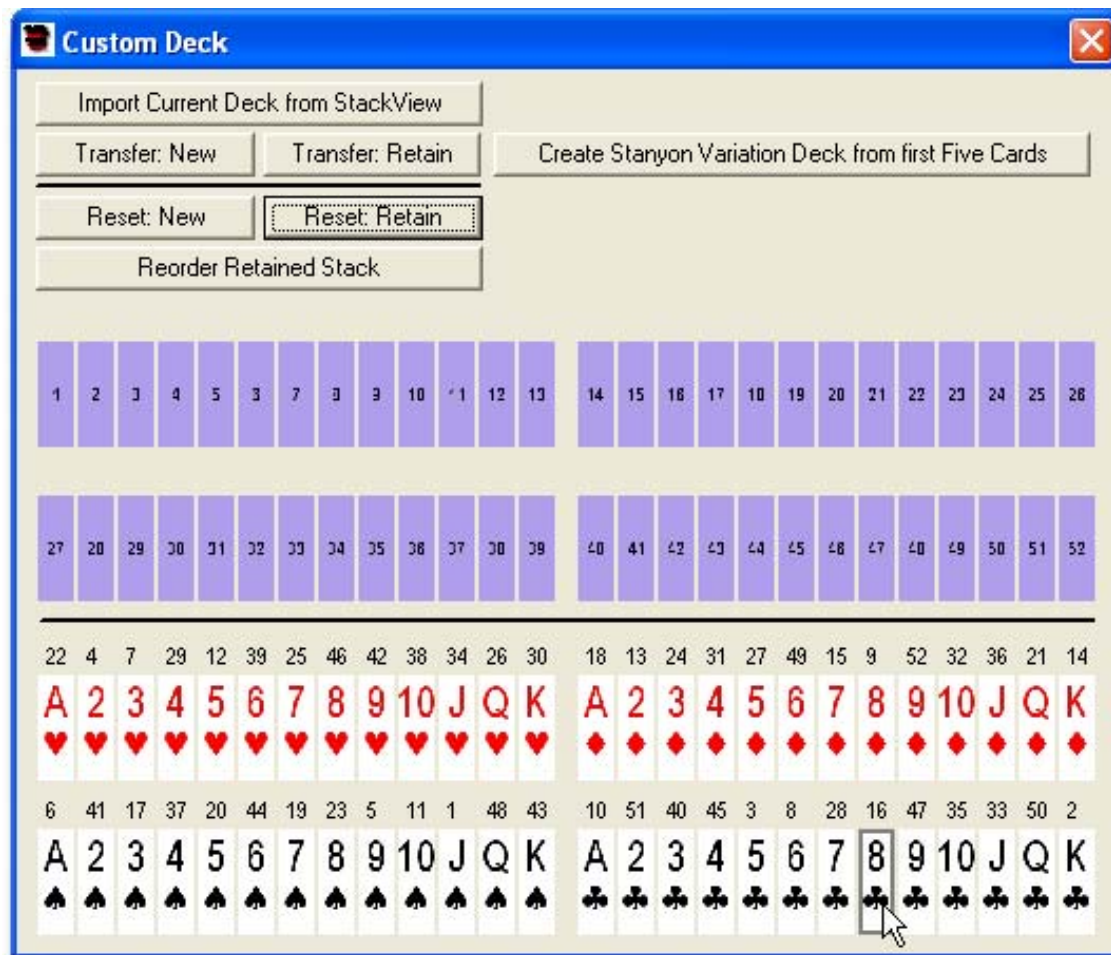 Custom Deck
Import Current Deck from StackView
Transfer: New Transfer: Retain Create Stanyon Variation Deck from first Five Cards
Reset: New Reset: Retain
Reorder Retained Stack
1 2 3 4 5 7 9 10 12 13 14 15 16 17 19 20 21 22 23 24 25 26
27 29 30 31 32 33 34 35 36 37 39 41 42 43 44 45 46 47 49 50 51 52
22 4 7 29 12 39 25 46 42 38 34 26 30 18 13 24 31 27 49 15 9 52 32 36 21 14
A 2 3 4 5 6 7 8 9 10 J Q K A 2 3 4 5 6 7 8 9 10 J Q K
♥ ♥ ♥ ♥ ♥ ♥ ♥ ♥ ♥ ♥ ♥ ♥ ♥ ♦ ♦ ♦ ♦ ♦ ♦ ♦ ♦ ♦ ♦ ♦ ♦ ♦
6 41 17 37 20 44 19 23 5 11 1 48 43 10 51 40 45 3 8 28 16 47 35 33 50 2
A 2 3 4 5 6 7 8 9 10 J Q K A 2 3 4 5 6 7 8 9 10 J Q K
♠ ♠ ♠ ♠ ♠ ♠ ♠ ♠ ♠ ♠ ♠ ♠ ♠ ♣ ♣ ♣ ♣ ♣ ♣ ♣ ♣ ♣ ♣ ♣ ♣ ♣